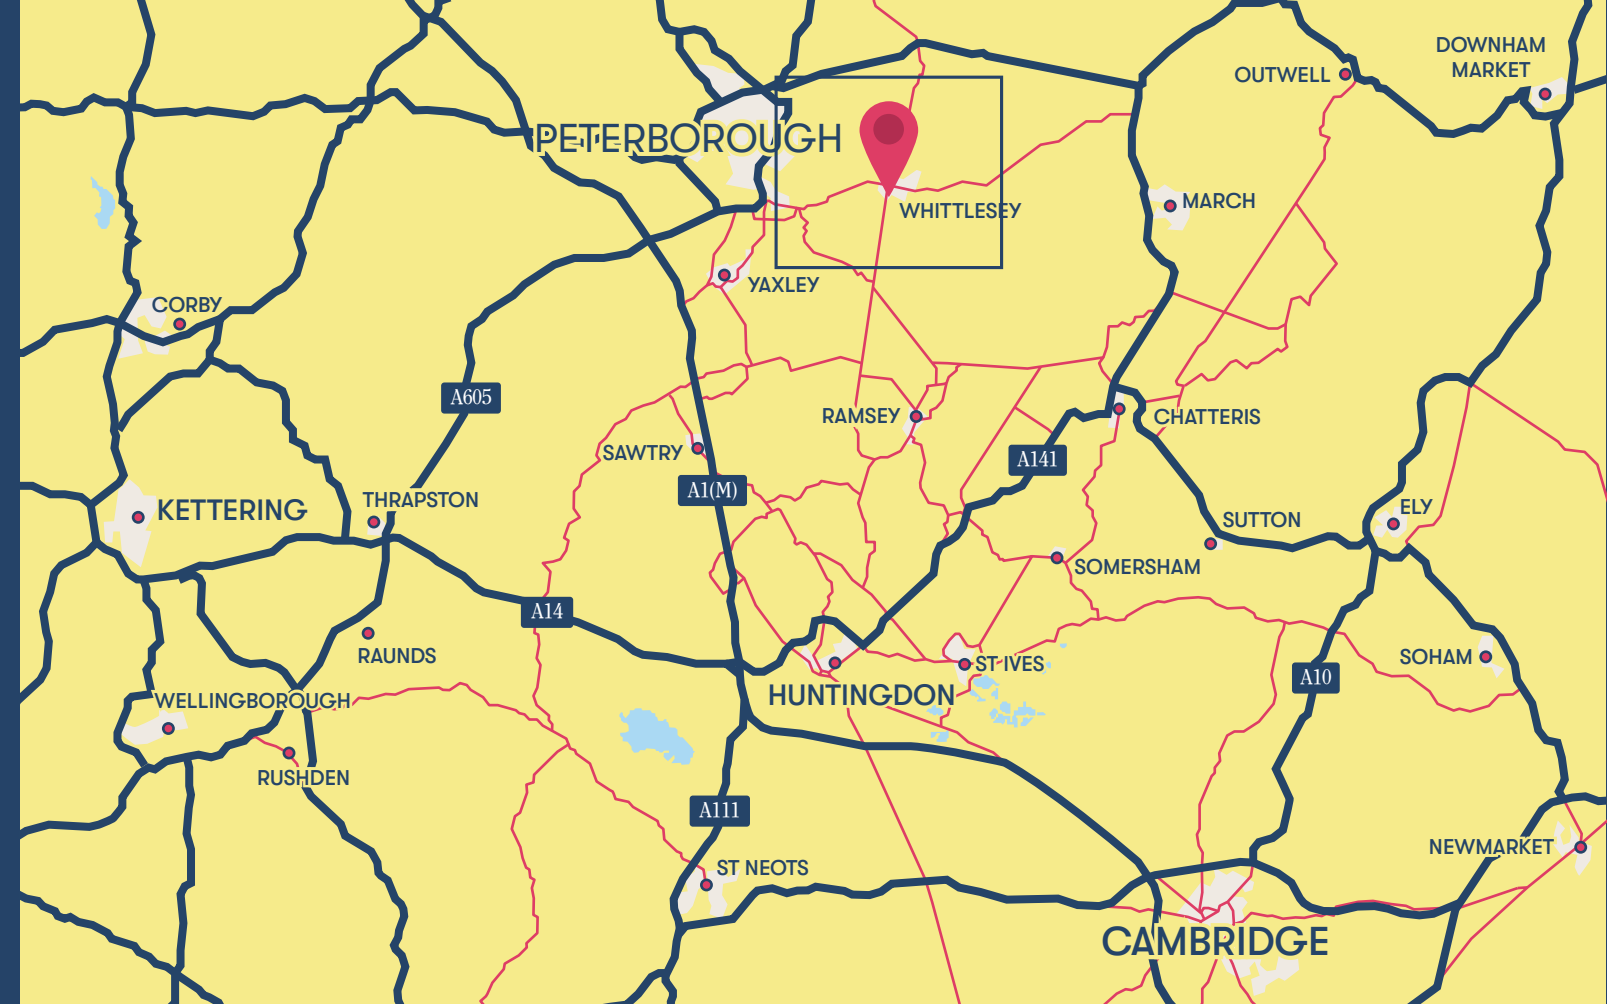 DOWNHAM
MARKET
OUTWELL
PETERBOROUGH
MARCH
WHITTLESEY
YAXLEY
CORBY
A605
RAMSEY
CHATTERIS
SAWTRY
A141
A1(M)
THRAPSTON
KETTERING
ELY
SUTTON
SOMERSHAM
A14
RAUNDS
ST IVES
SOHAM
A10
HUNTINGDON
WELLINGBOROUGH
RUSHDEN
A111
NEWMARKET
ST NEOTS
CAMBRIDGE